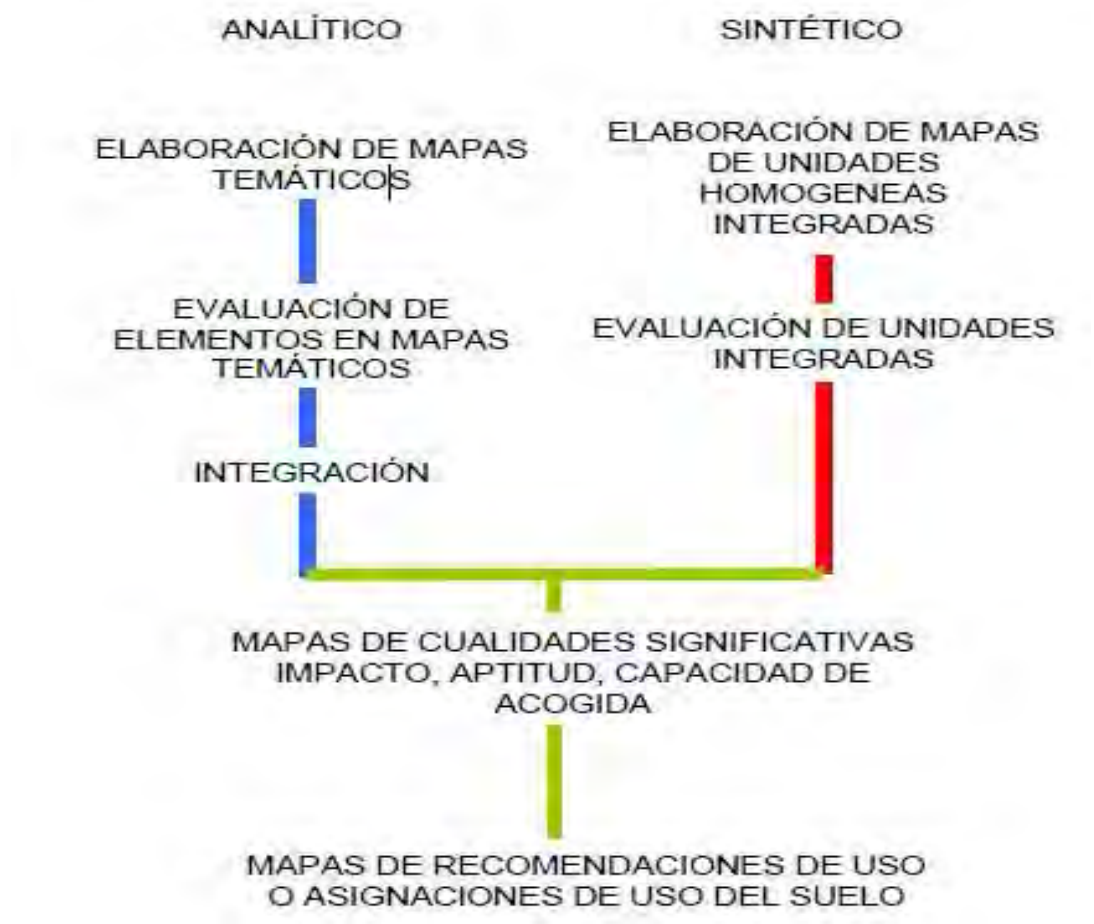 ANALÍTICO
SINTÉTICO
ELABORACIÓN DE MAPAS
TEMÁTICOS
ELABORACIÓN DE MAPAS
DE UNIDADES
HOMOGENEAS
INTEGRADAS
EVALUACIÓN DE
ELEMENTOS EN MAPAS
TEMÁTICOS
EVALUACIÓN DE UNIDADES
INTEGRADAS
INTEGRACIÓN
MAPAS DE CUALIDADES SIGNIFICATIVAS
IMPACTO, APTITUD, CAPACIDAD DE
ACOGIDA
MAPAS DE RECOMENDACIONES DE USO
O ASIGNACIONES DE USO DEL SUELO